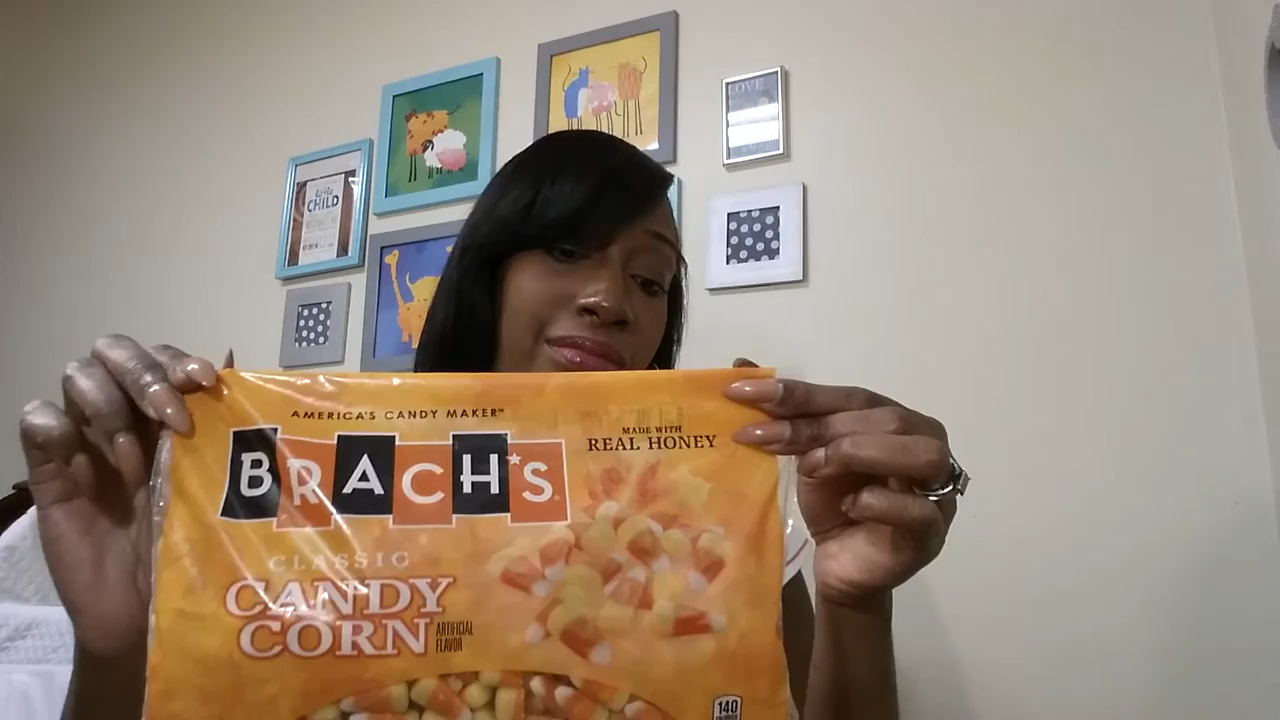 LOVE
little
CHILD
AMERICA'S CANDY MAKER™
MADE WITH
REAL HONEY
BRACH'S
CLASSIC
CANDY
CORN
ARTIFICIAL
FLAVOR
140